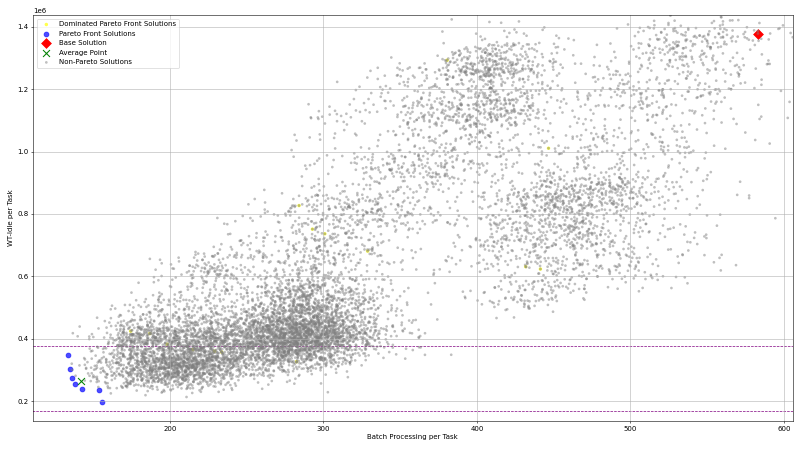 1e6
Dominated Pareto Front Solutions
Pareto Front Solutions
Base Solution
Average Point
Non-Pareto Solutions
1.4
1.2
1.0
0.8
0.6
0.4
0.2
WT-Idle per Task
200
300
400
500
600
Batch Processing per Task